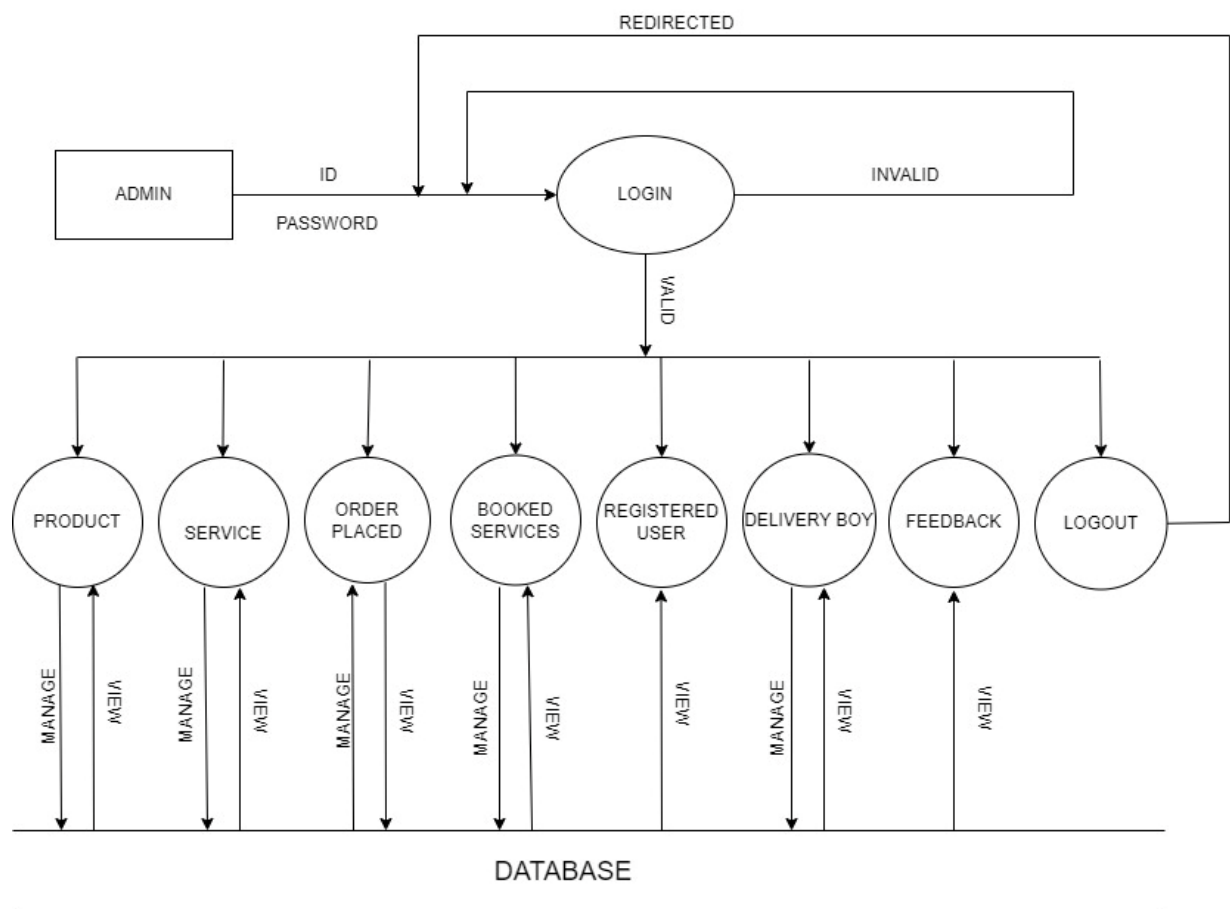 REDIRECTED
ID
INVALID
ADMIN
LOGIN
PASSWORD
VALID
PRODUCT
SERVICE
ORDER
PLACED
BOOKED
SERVICES
REGISTERED
USER
DELIVERY BOY
FEEDBACK
LOGOUT
MANAGE
VIEW
MANAGE
VIEW
MANAGE
VIEW
MANAGE
VIEW
VIEW
MANAGE
VIEW
VIEW
DATABASE